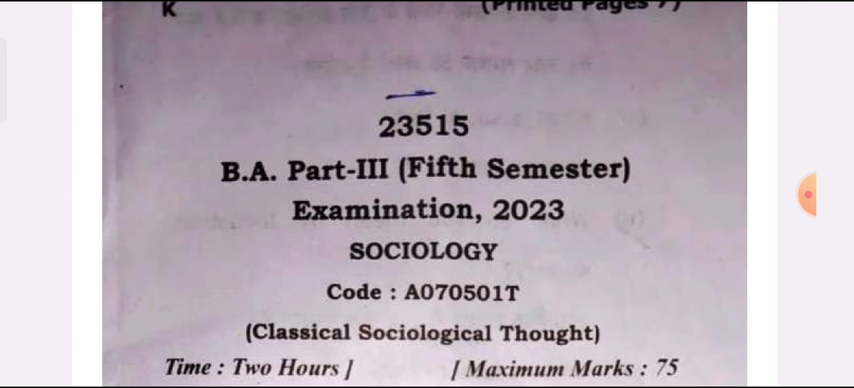 K (Printed Pages 7)
23515
B.A. Part-III (Fifth Semester)
Examination, 2023
SOCIOLOGY
Code : A070501T
(Classical Sociological Thought)
Time : Two Hours ] [ Maximum Marks : 75